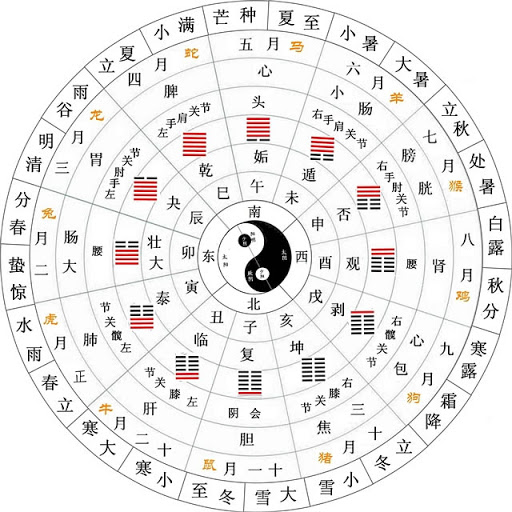 芒种
夏至
小暑
大暑
立秋
处暑
白露
秋分
寒露
霜降
立冬
小雪
大雪
冬至
小寒
大寒
立春
雨水
惊蛰
春分
清明
谷雨
立夏
小满
五月马
六月羊
七月猴
八月鸡
九月狗
十月猪
十一月鼠
十二月牛
正月虎
二月兔
三月龙
四月蛇
心
小肠
膀胱
肾
心包
三焦
胆
肝
肺
大肠
胃
脾
头
右手肩关节
右手肘关节
腰
右髋关节
右膝关节
会阴
左膝关节
左髋关节
腰
左手肘关节
左手肩关节
姤
遁
否
观
剥
坤
复
临
泰
大壮
夬
乾
午
未
申
酉
戌
亥
子
丑
寅
卯
辰
巳
南
西
北
东